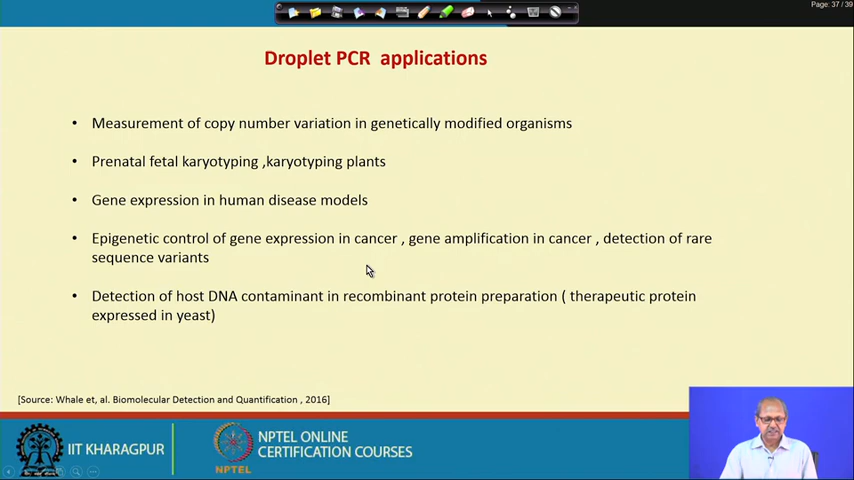 Page: 37 / 39
Droplet PCR applications
• Measurement of copy number variation in genetically modified organisms
• Prenatal fetal karyotyping ,karyotyping plants
• Gene expression in human disease models
• Epigenetic control of gene expression in cancer , gene amplification in cancer , detection of rare
sequence variants
• Detection of host DNA contaminant in recombinant protein preparation ( therapeutic protein
expressed in yeast)
[Source: Whale et, al. Biomolecular Detection and Quantification , 2016]
IIT KHARAGPUR
NPTEL
NPTEL ONLINE
CERTIFICATION COURSES